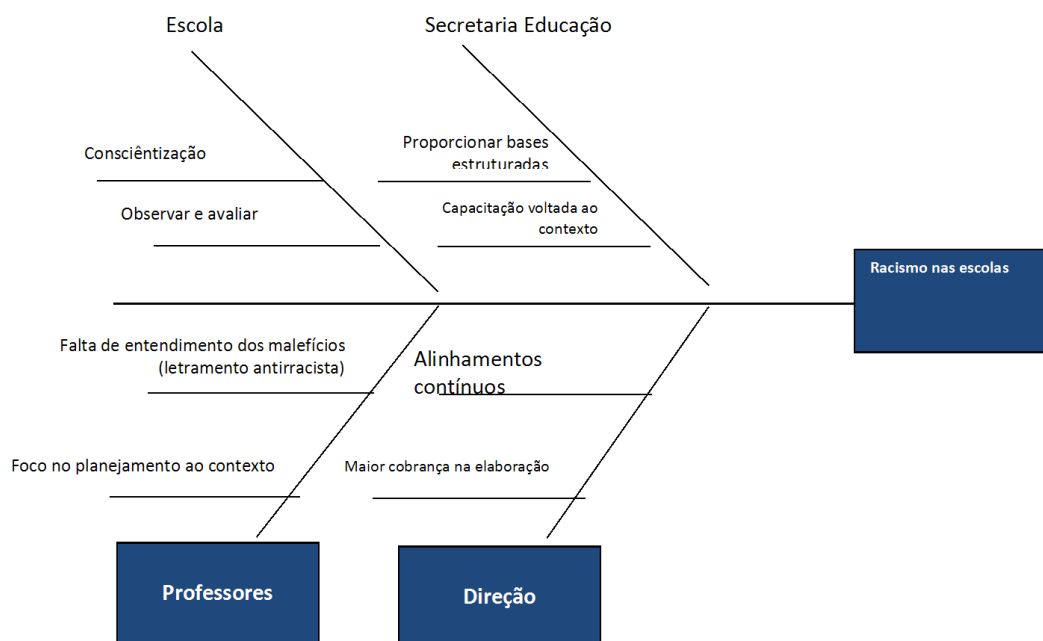 Escola
Secretaria Educação
Consciêntização
Proporcionar bases
estruturadas
Observar e avaliar
Capacitação voltada ao
contexto
Racismo nas escolas
Falta de entendimento dos malefícios
(letramento antirracista)
Alinhamentos
contínuos
Foco no planejamento ao contexto
Maior cobrança na elaboração
Professores
Direção